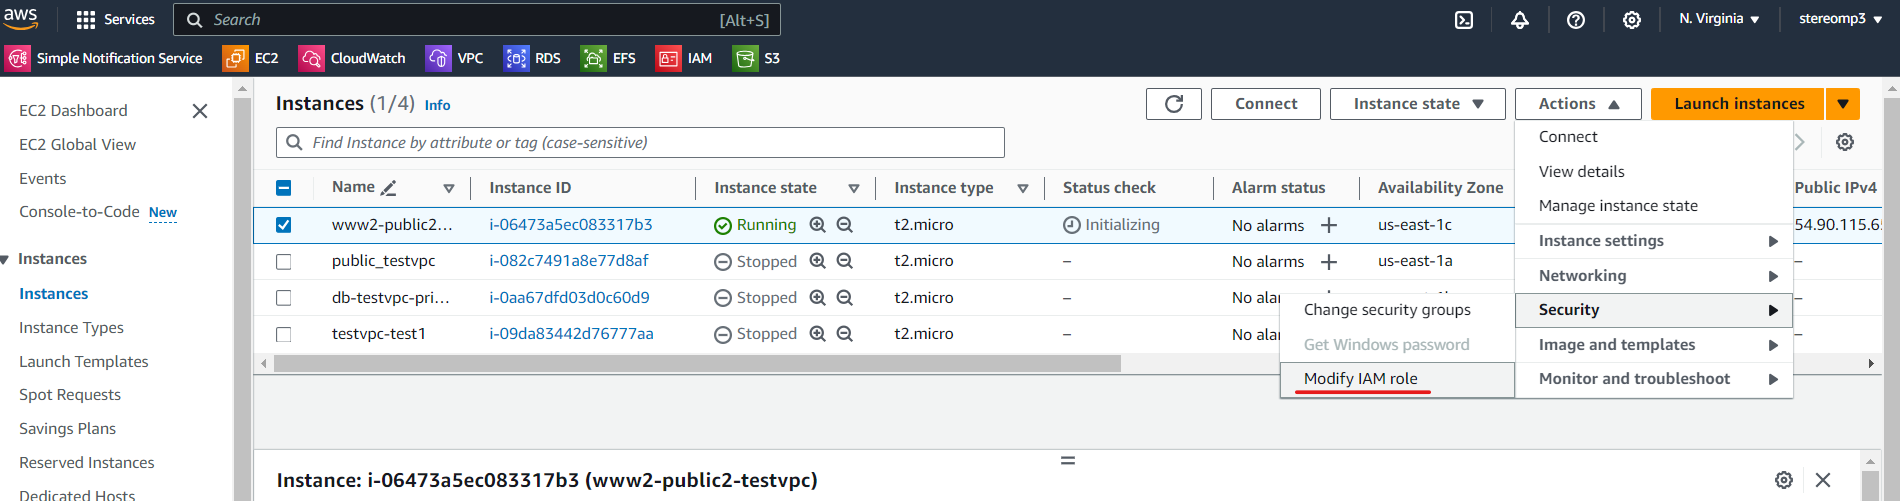 aws Services Search [Alt+S] N. Virginia stereomp3
Simple Notification Service EC2 CloudWatch VPC RDS EFS IAM S3
EC2 Dashboard
EC2 Global View
Events
Console-to-Code New
Instances
Instances
Instance Types
Launch Templates
Spot Requests
Savings Plans
Reserved Instances
Dedicated Hosts
Instances (1/4) Info Connect Instance state Actions Launch instances
Find Instance by attribute or tag (case-sensitive)
Name Instance ID Instance state Instance type Status check Alarm status Availability Zone Public IPv4
www2-public2... i-06473a5ec083317b3 Running t2.micro Initializing No alarms + us-east-1c 54.90.115.65
public_testvpc i-082c7491a8e77d8af Stopped t2.micro – No alarms + us-east-1a –
db-testvpc-pri... i-0aa67dfd03d0c60d9 Stopped t2.micro – No alar –
testvpc-test1 i-09da83442d76777aa Stopped t2.micro – No alar –
Connect
View details
Manage instance state
Instance settings
Networking
Security
Image and templates
Monitor and troubleshoot
Change security groups
Get Windows password
Modify IAM role
Instance: i-06473a5ec083317b3 (www2-public2-testvpc)